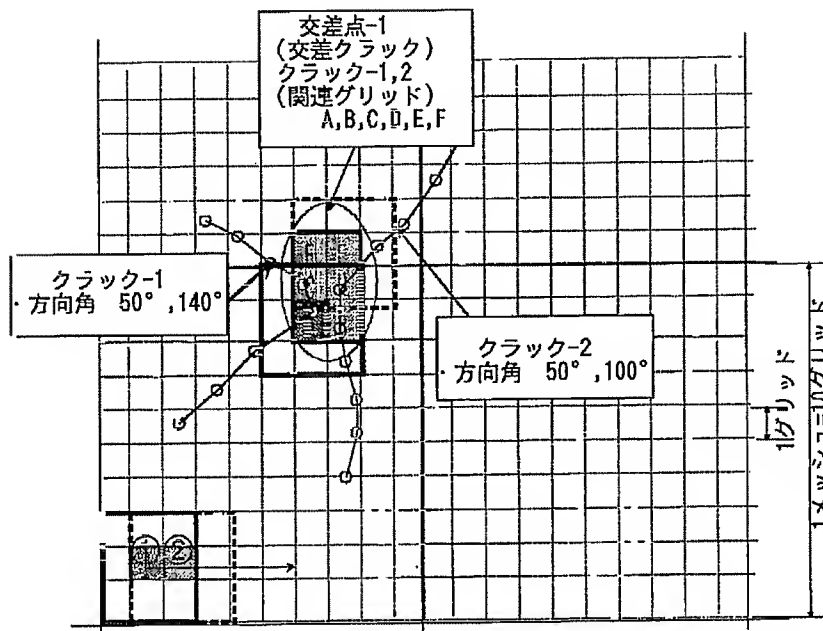 交差点-1
(交差クラック)
クラック-1,2
(関連グリッド)
A,B,C,D,E,F
クラック-1
方向角 50°,140°
クラック-2
方向角 50°,100°
1グリッド
1メッシュ=10グリッド
① ②